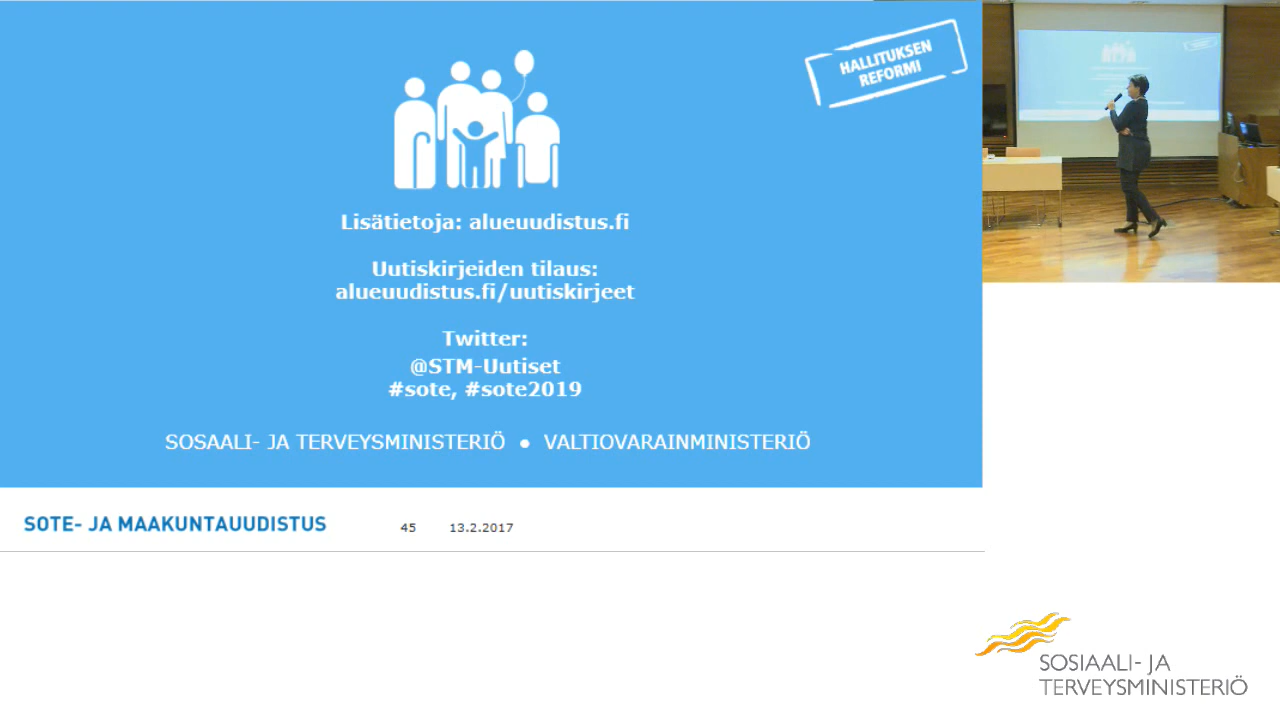 HALLITUKSEN
REFORMI
Lisätietoja: alueuudistus.fi
Uutiskirjeiden tilaus:
alueuudistus.fi/uutiskirjeet
Twitter:
@STM-Uutiset
#sote, #sote2019
SOSAALI- JA TERVEYSMINISTERIÖ ● VALTIOVARAINMINISTERIÖ
SOTE- JA MAAKUNTAUUDISTUS 45 13.2.2017
SOSIAALI- JA
TERVEYSMINISTERIÖ